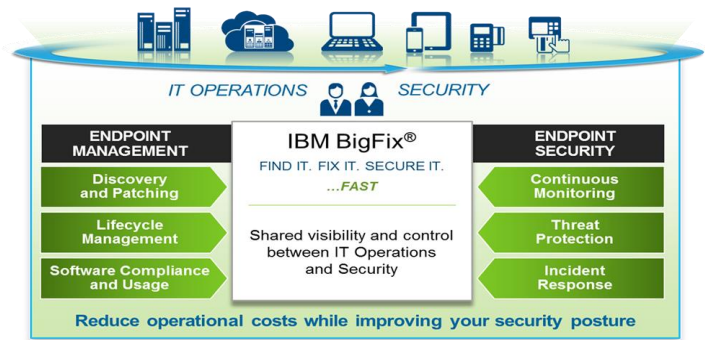 IT OPERATIONS SECURITY
ENDPOINT
MANAGEMENT
Discovery
and Patching
Lifecycle
Management
Software Compliance
and Usage
IBM BigFix®
FIND IT. FIX IT. SECURE IT.
...FAST
Shared visibility and control
between IT Operations
and Security
ENDPOINT
SECURITY
Continuous
Monitoring
Threat
Protection
Incident
Response
Reduce operational costs while improving your security posture